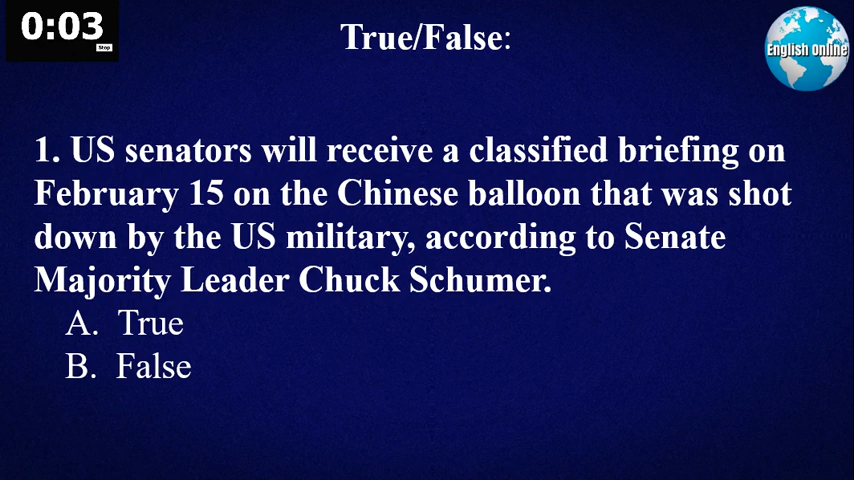 0:03
Stop
True/False:
English Online
1. US senators will receive a classified briefing on
February 15 on the Chinese balloon that was shot
down by the US military, according to Senate
Majority Leader Chuck Schumer.
A. True
B. False